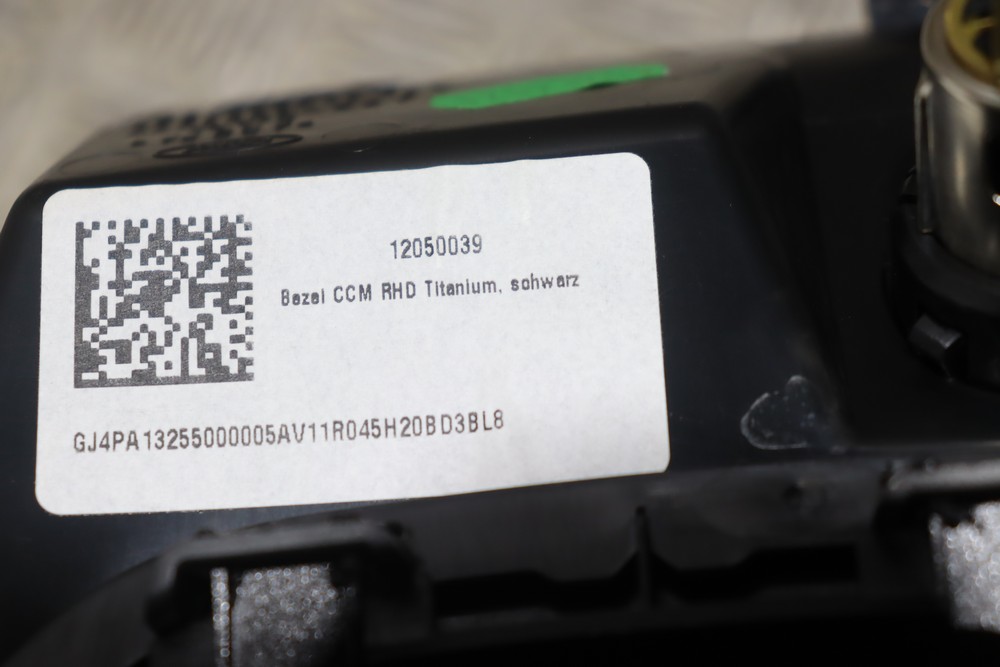 12050039
Bezel CCM RHD Titanium, schwarz
GJ4PA13255000005AV11R045H20BD3BL8